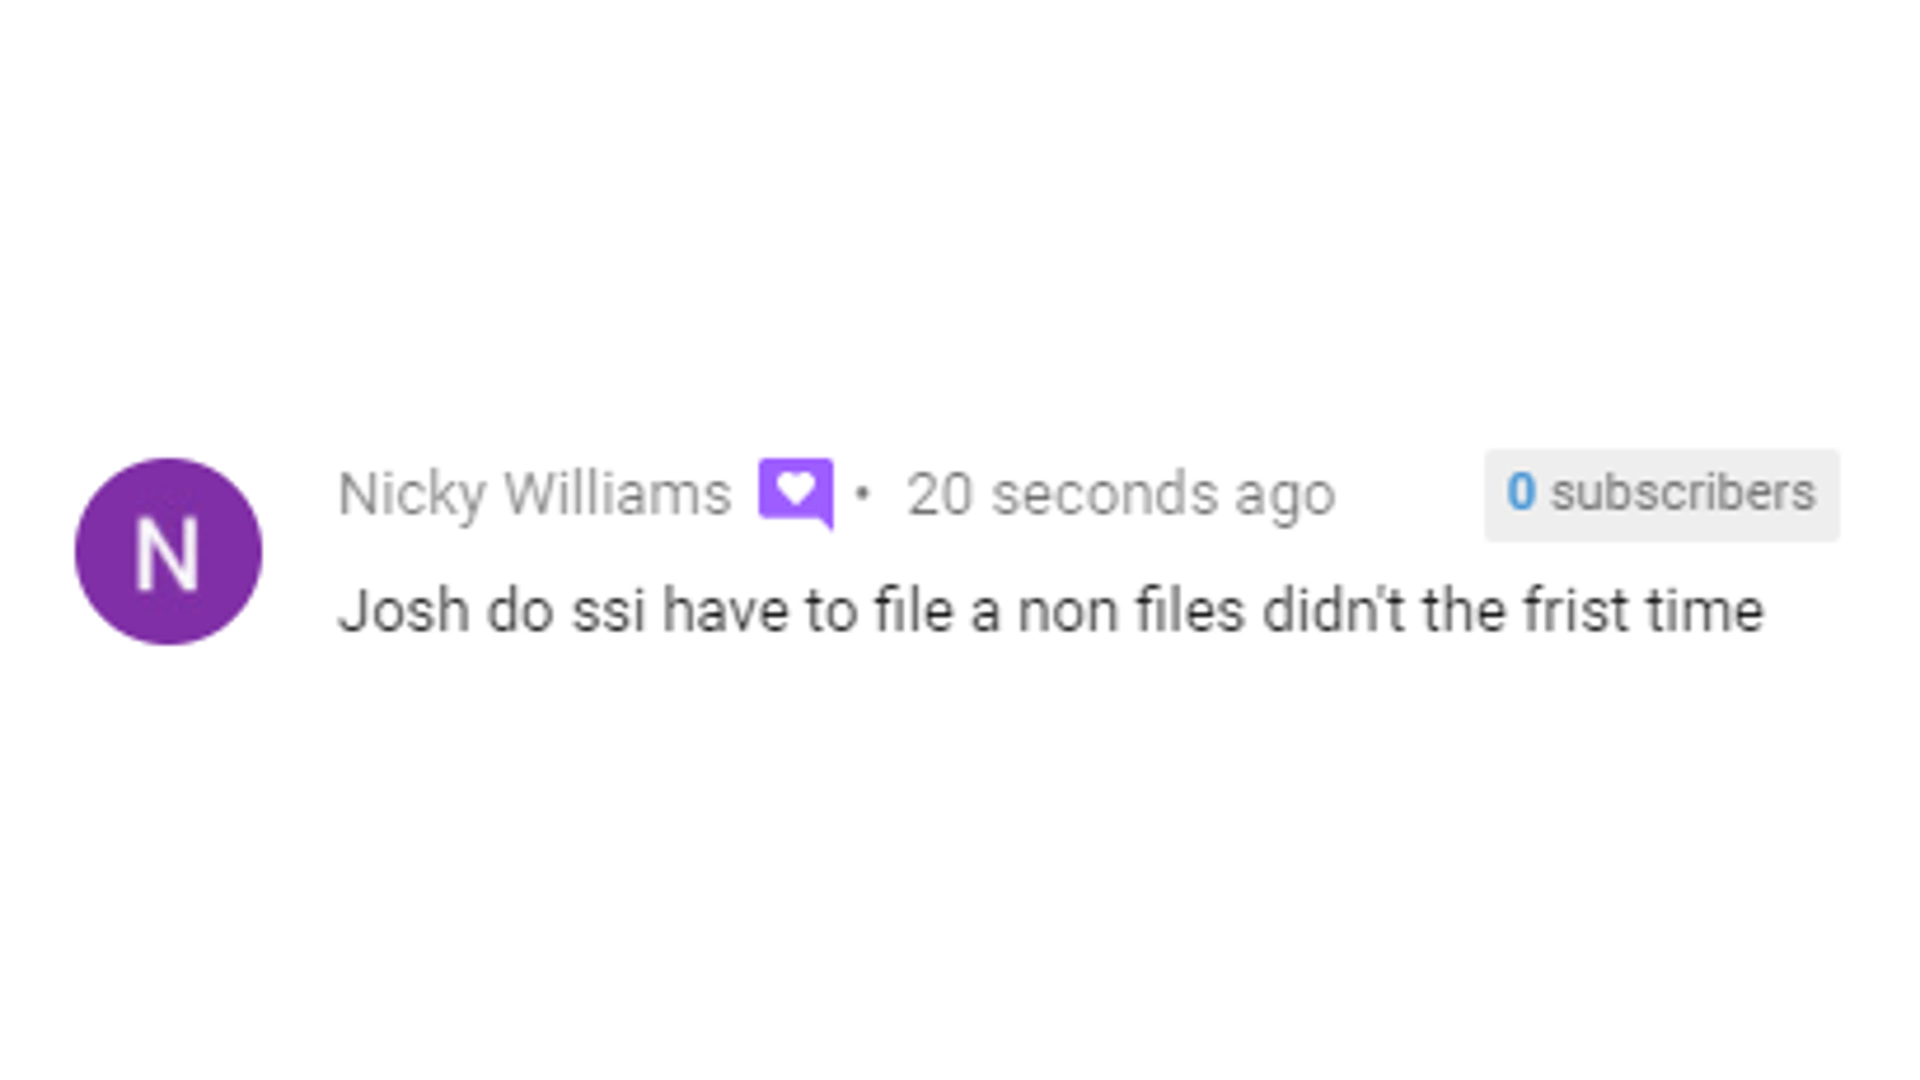 N
Nicky Williams • 20 seconds ago 0 subscribers
Josh do ssi have to file a non files didn't the frist time